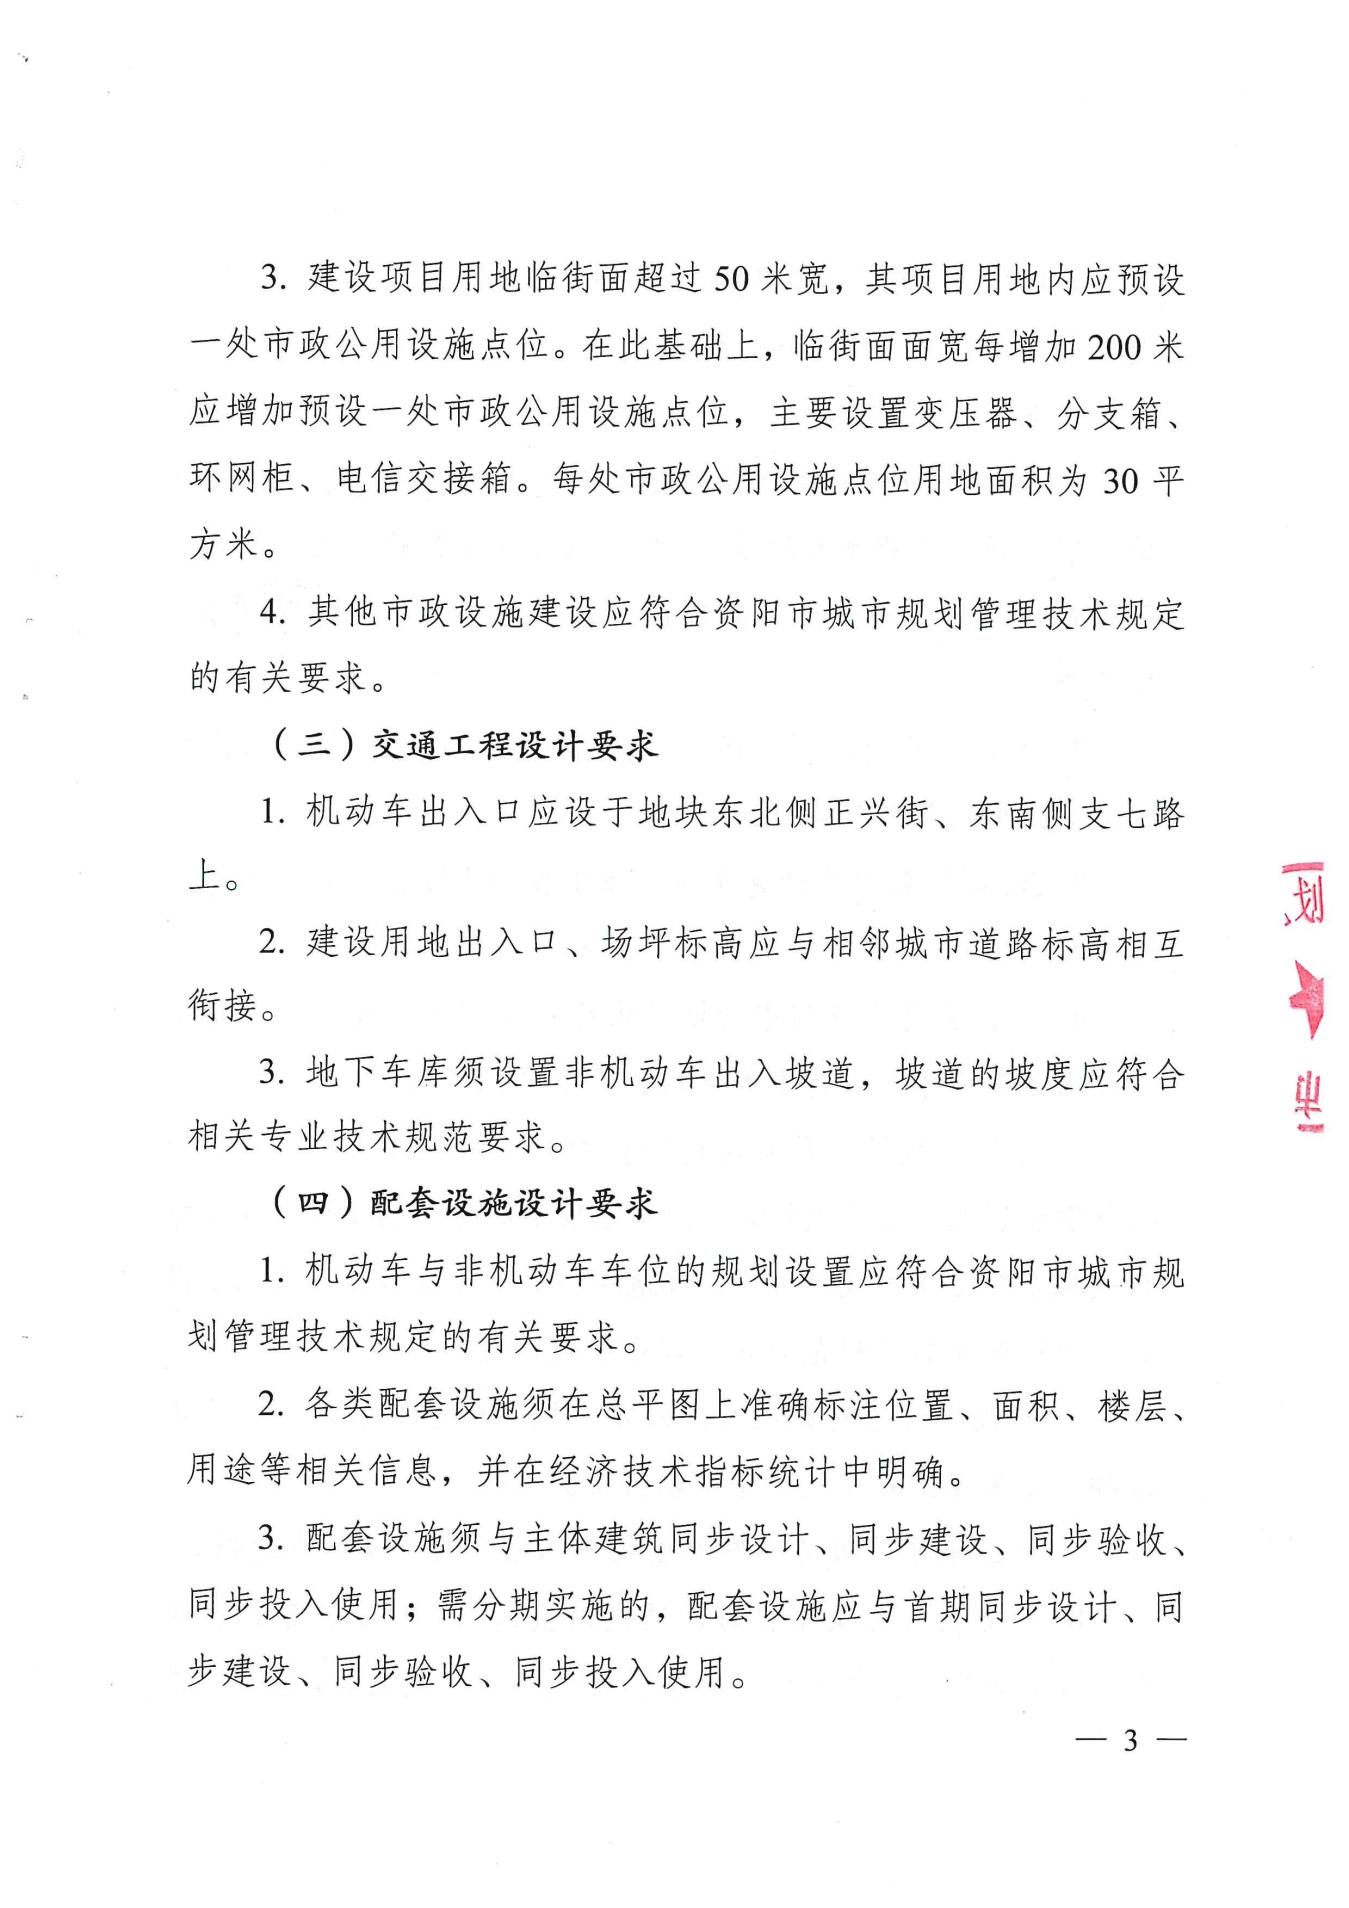 3. 建设项目用地临街面超过 50 米宽，其项目用地内应预设
一处市政公用设施点位。在此基础上，临街面面宽每增加 200 米
应增加预设一处市政公用设施点位，主要设置变压器、分支箱、
环网柜、电信交接箱。每处市政公用设施点位用地面积为 30 平
方米。
4. 其他市政设施建设应符合资阳市城市规划管理技术规定
的有关要求。
（三）交通工程设计要求
1. 机动车出入口应设于地块东北侧正兴街、东南侧支七路
上。
2. 建设用地出入口、场坪标高应与相邻城市道路标高相互
衔接。
3. 地下车库须设置非机动车出入坡道，坡道的坡度应符合
相关专业技术规范要求。
（四）配套设施设计要求
1. 机动车与非机动车车位的规划设置应符合资阳市城市规
划管理技术规定的有关要求。
2. 各类配套设施须在总平图上准确标注位置、面积、楼层、
用途等相关信息，并在经济技术指标统计中明确。
3. 配套设施须与主体建筑同步设计、同步建设、同步验收、
同步投入使用；需分期实施的，配套设施应与首期同步设计、同
步建设、同步验收、同步投入使用。
— 3 —
划